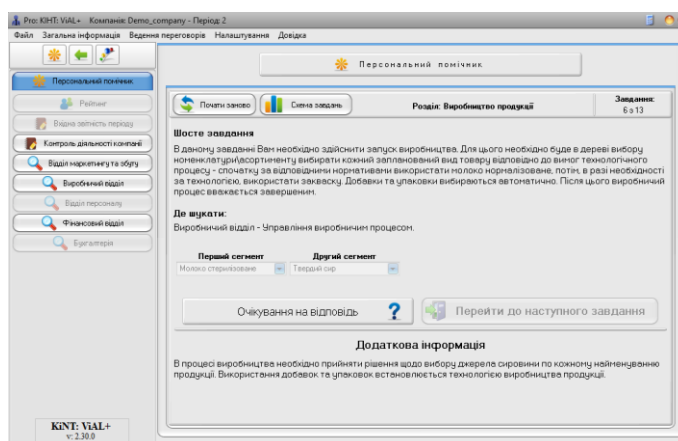 Pro: КІНТ: ViAL+ Компанія: Demo_company - Період: 2
Файл Загальна інформація Ведення переговорів Налаштування Довідка
Персональний помічник
Персональний помічник
Рейтинг
Вхідна звітність періоду
Контроль діяльності компанії
Відділ маркетингу та збуту
Виробничий відділ
Відділ персоналу
Фінансовий відділ
Бухгалтерія
Почати заново
Схема завдань
Розділ: Виробництво продукції
Завдання:
6 з 13
Шосте завдання
В даному завданні Вам необхідно здійснити запуск виробництва. Для цього необхідно буде в дереві вибору
номенклатури\асортименту вибирати кожний запланований вид товару відповідно до вимог технологічного
процесу - спочатку за відповідними нормативами використати молоко нормалізоване, потім, в разі необхідності
за технологією, використати закваску. Добавки та упаковки вибираються автоматично. Після цього виробничий
процес вважається завершеним.
Де шукати:
Виробничий відділ - Управління виробничим процесом.
Перший сегмент Другий сегмент
Молоко стерилізоване Твердий сир
Очікування на відповідь
Перейти до наступного завдання
Додаткова інформація
В процесі виробництва необхідно прийняти рішення щодо вибору джерела сировини по кожному найменуванню
продукції. Використання добавок та упаковок встановлюється технологією виробництва продукції.
KiNT: ViAL+
v: 2.30.0